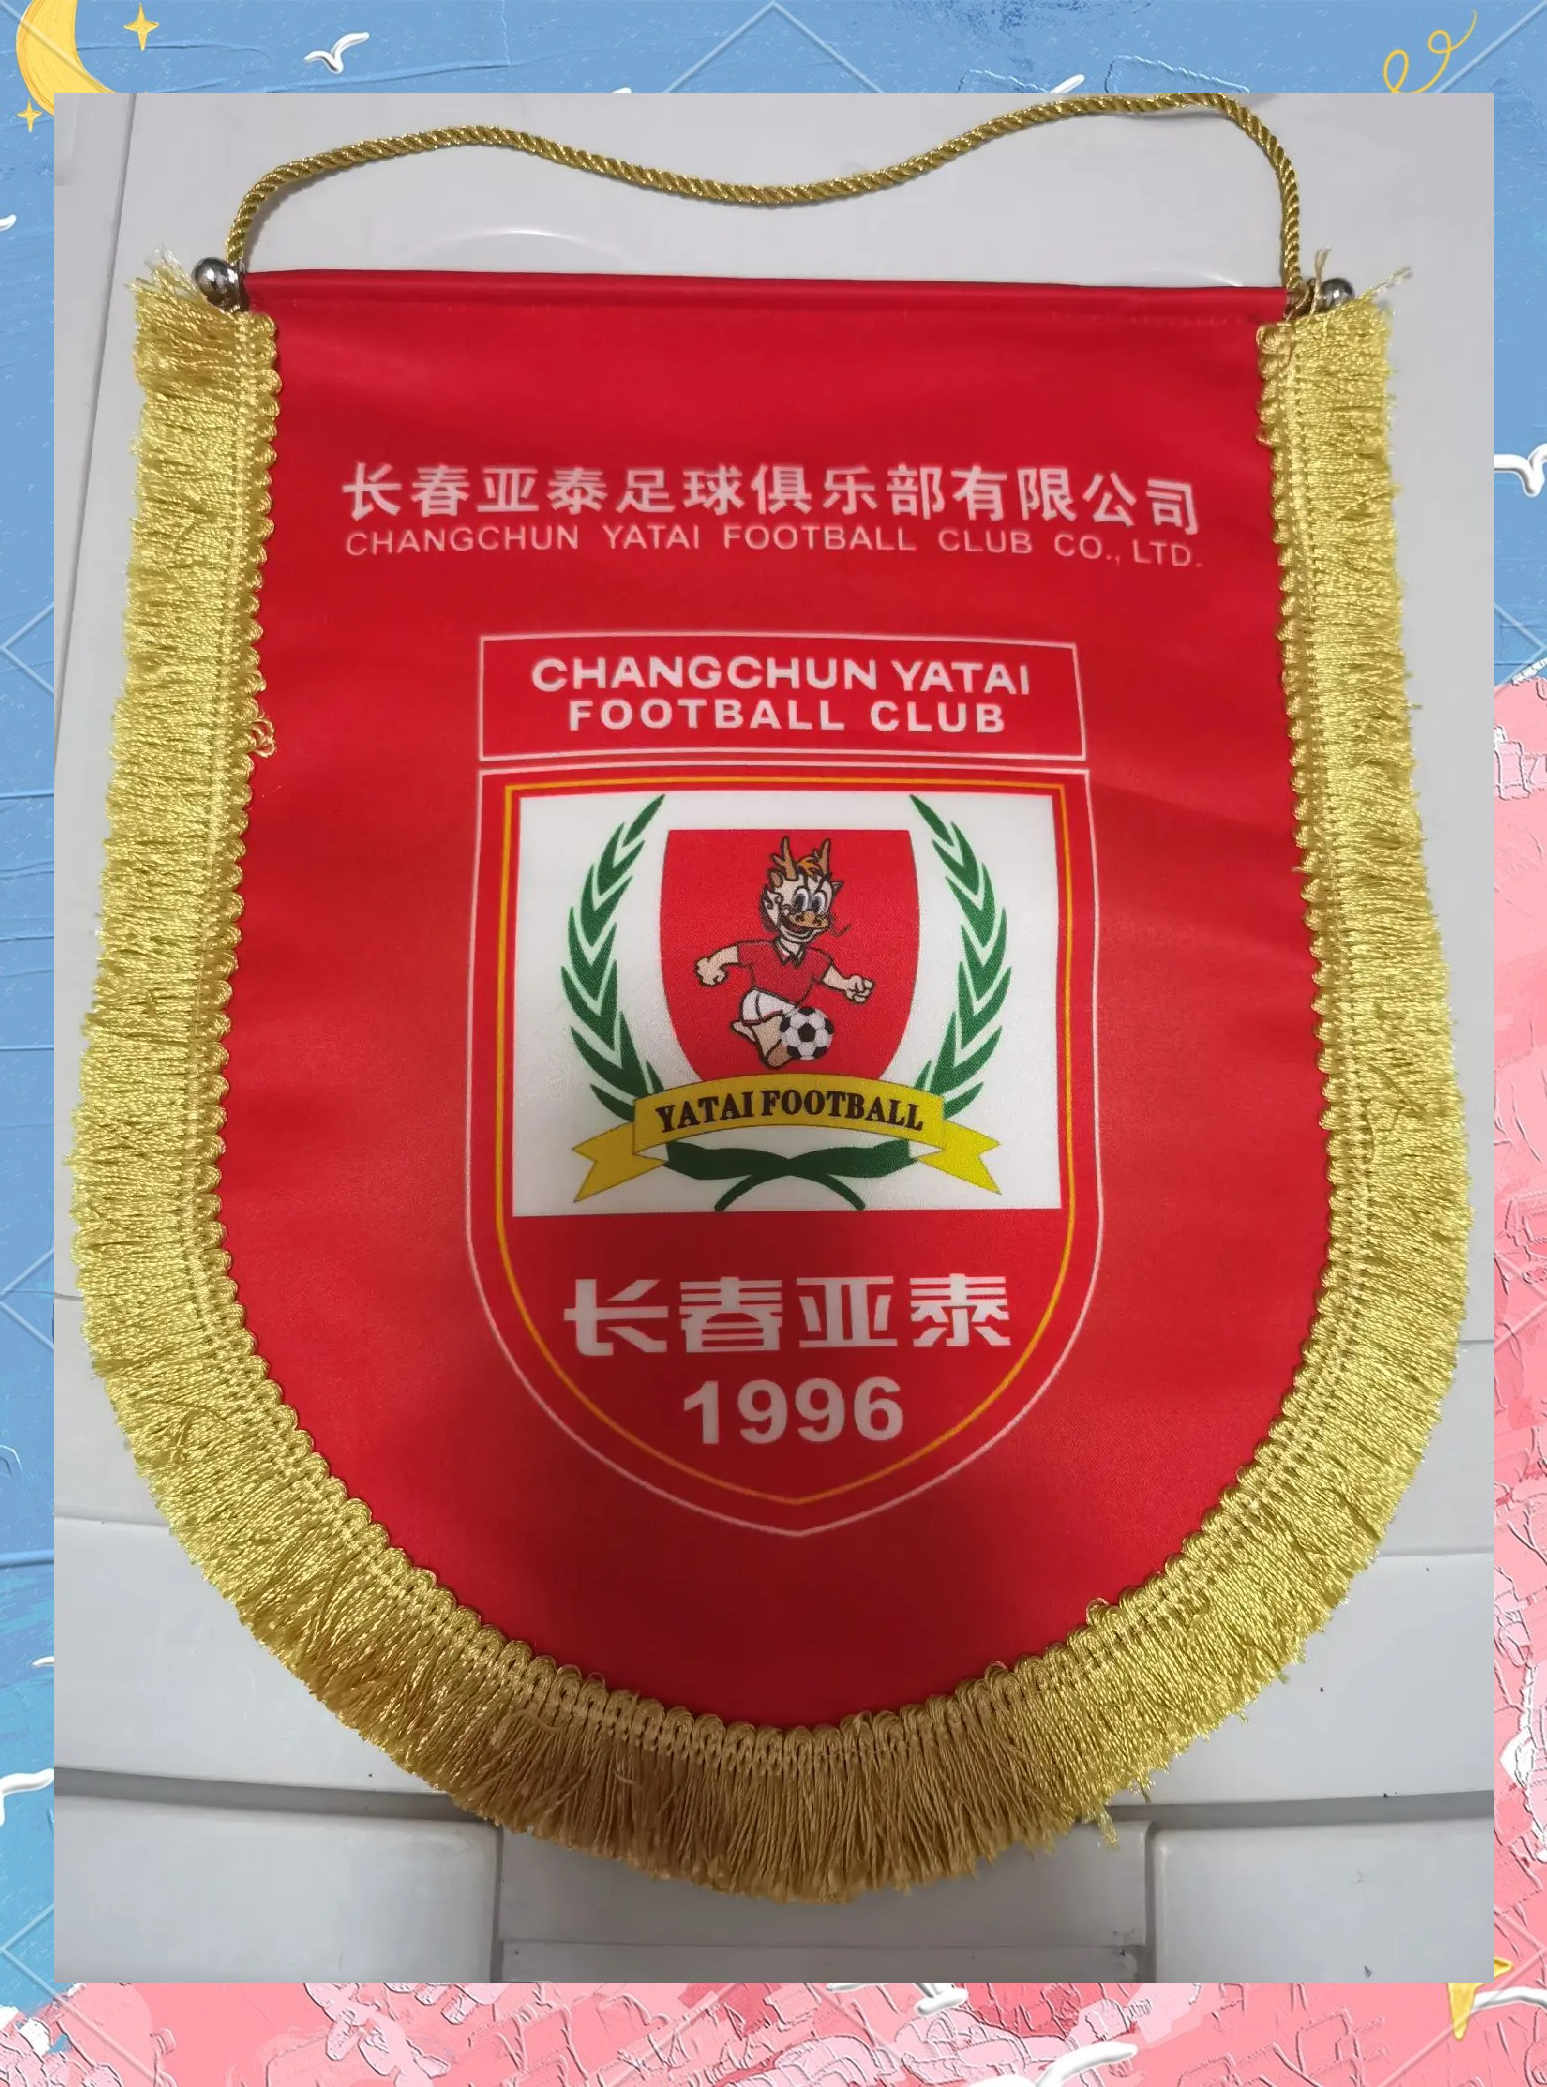 长春亚泰足球俱乐部有限公司
CHANGCHUN YATAI FOOTBALL CLUB CO., LTD.
CHANGCHUN YATAI
FOOTBALL CLUB
YATAI FOOTBALL
长春亚泰
1996